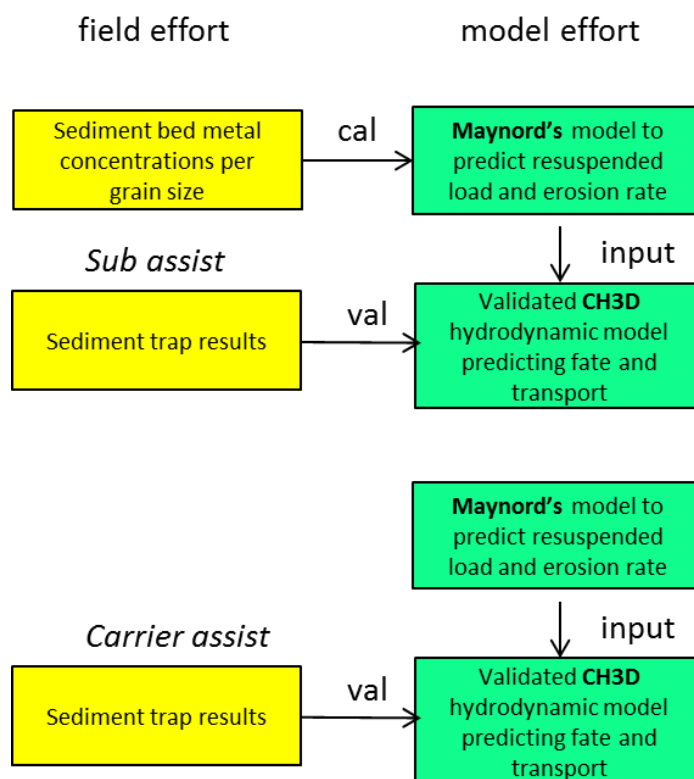 field effort
model effort
Sediment bed metal
concentrations per
grain size
cal
Maynord's model to
predict resuspended
load and erosion rate
input
Sub assist
Sediment trap results
val
Validated CH3D
hydrodynamic model
predicting fate and
transport
Maynord's model to
predict resuspended
load and erosion rate
input
Carrier assist
Sediment trap results
val
Validated CH3D
hydrodynamic model
predicting fate and
transport